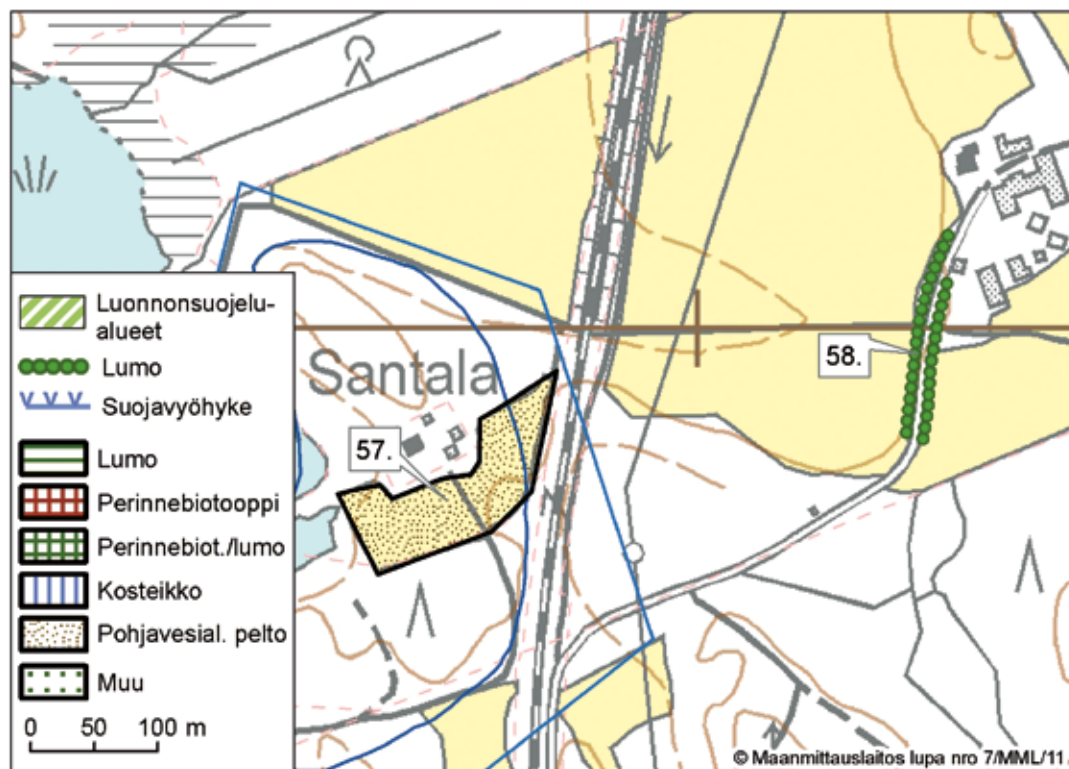 Luonnonsuojelu-
alueet
Lumo
Suojavyöhyke
Lumo
Perinnebiotooppi
Perinnebiot./lumo
Kosteikko
Pohjavesial. pelto
Muu
0 50 100 m
Santala
57.
58.
© Maanmittauslaitos lupa nro 7/MML/11